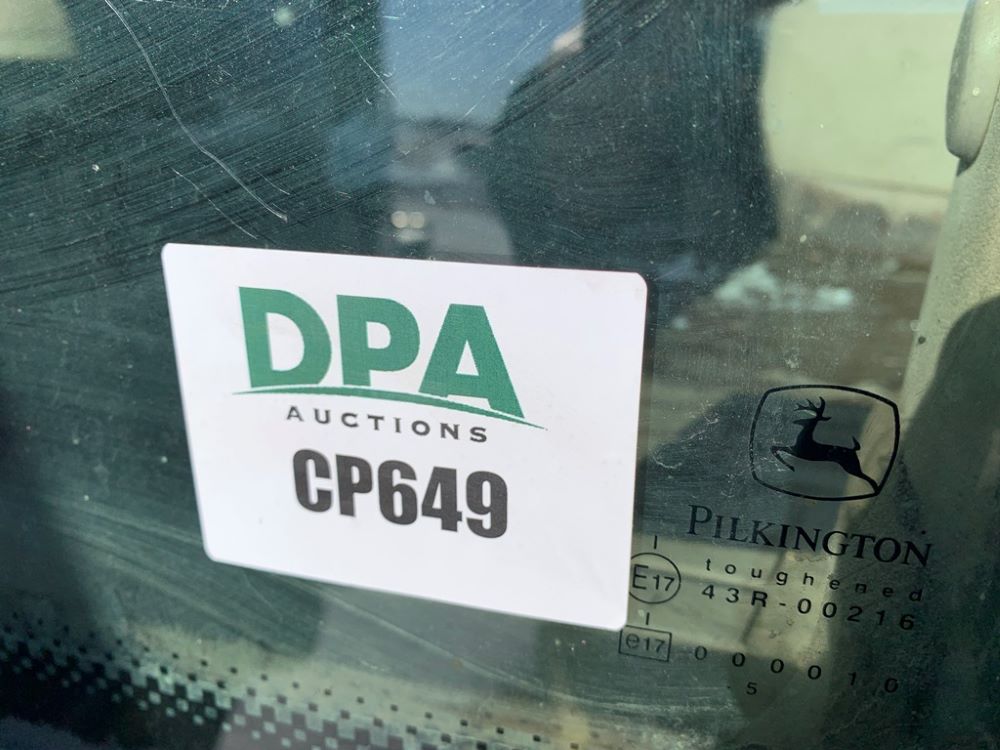 DPA
AUCTIONS
CP649
PILKINGTON
toughened
E17
43R-00216
e17
000010
5